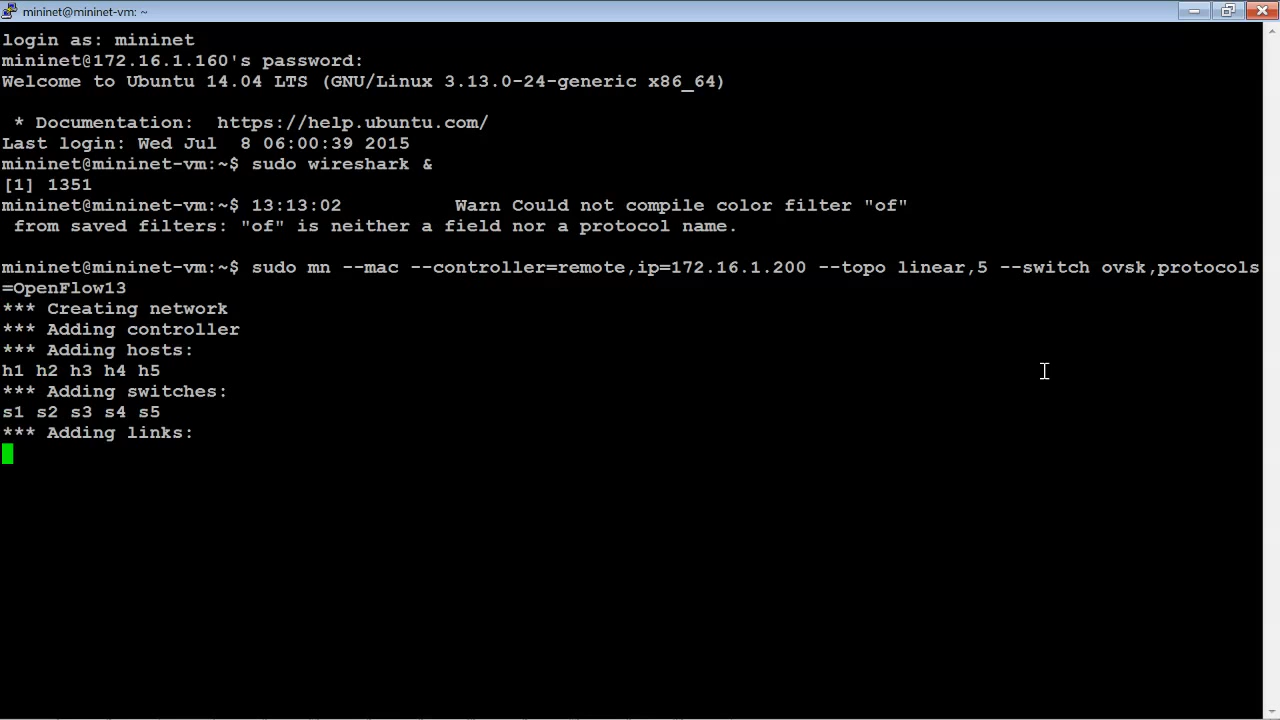 mininet@mininet-vm: ~
login as: mininet
mininet@172.16.1.160's password:
Welcome to Ubuntu 14.04 LTS (GNU/Linux 3.13.0-24-generic x86_64)
* Documentation:  https://help.ubuntu.com/
Last login: Wed Jul  8 06:00:39 2015
mininet@mininet-vm:~$ sudo wireshark &
[1] 1351
mininet@mininet-vm:~$ 13:13:02          Warn Could not compile color filter "of"
from saved filters: "of" is neither a field nor a protocol name.
mininet@mininet-vm:~$ sudo mn --mac --controller=remote,ip=172.16.1.200 --topo linear,5 --switch ovsk,protocols
=OpenFlow13
*** Creating network
*** Adding controller
*** Adding hosts:
h1 h2 h3 h4 h5
*** Adding switches:
s1 s2 s3 s4 s5
*** Adding links: